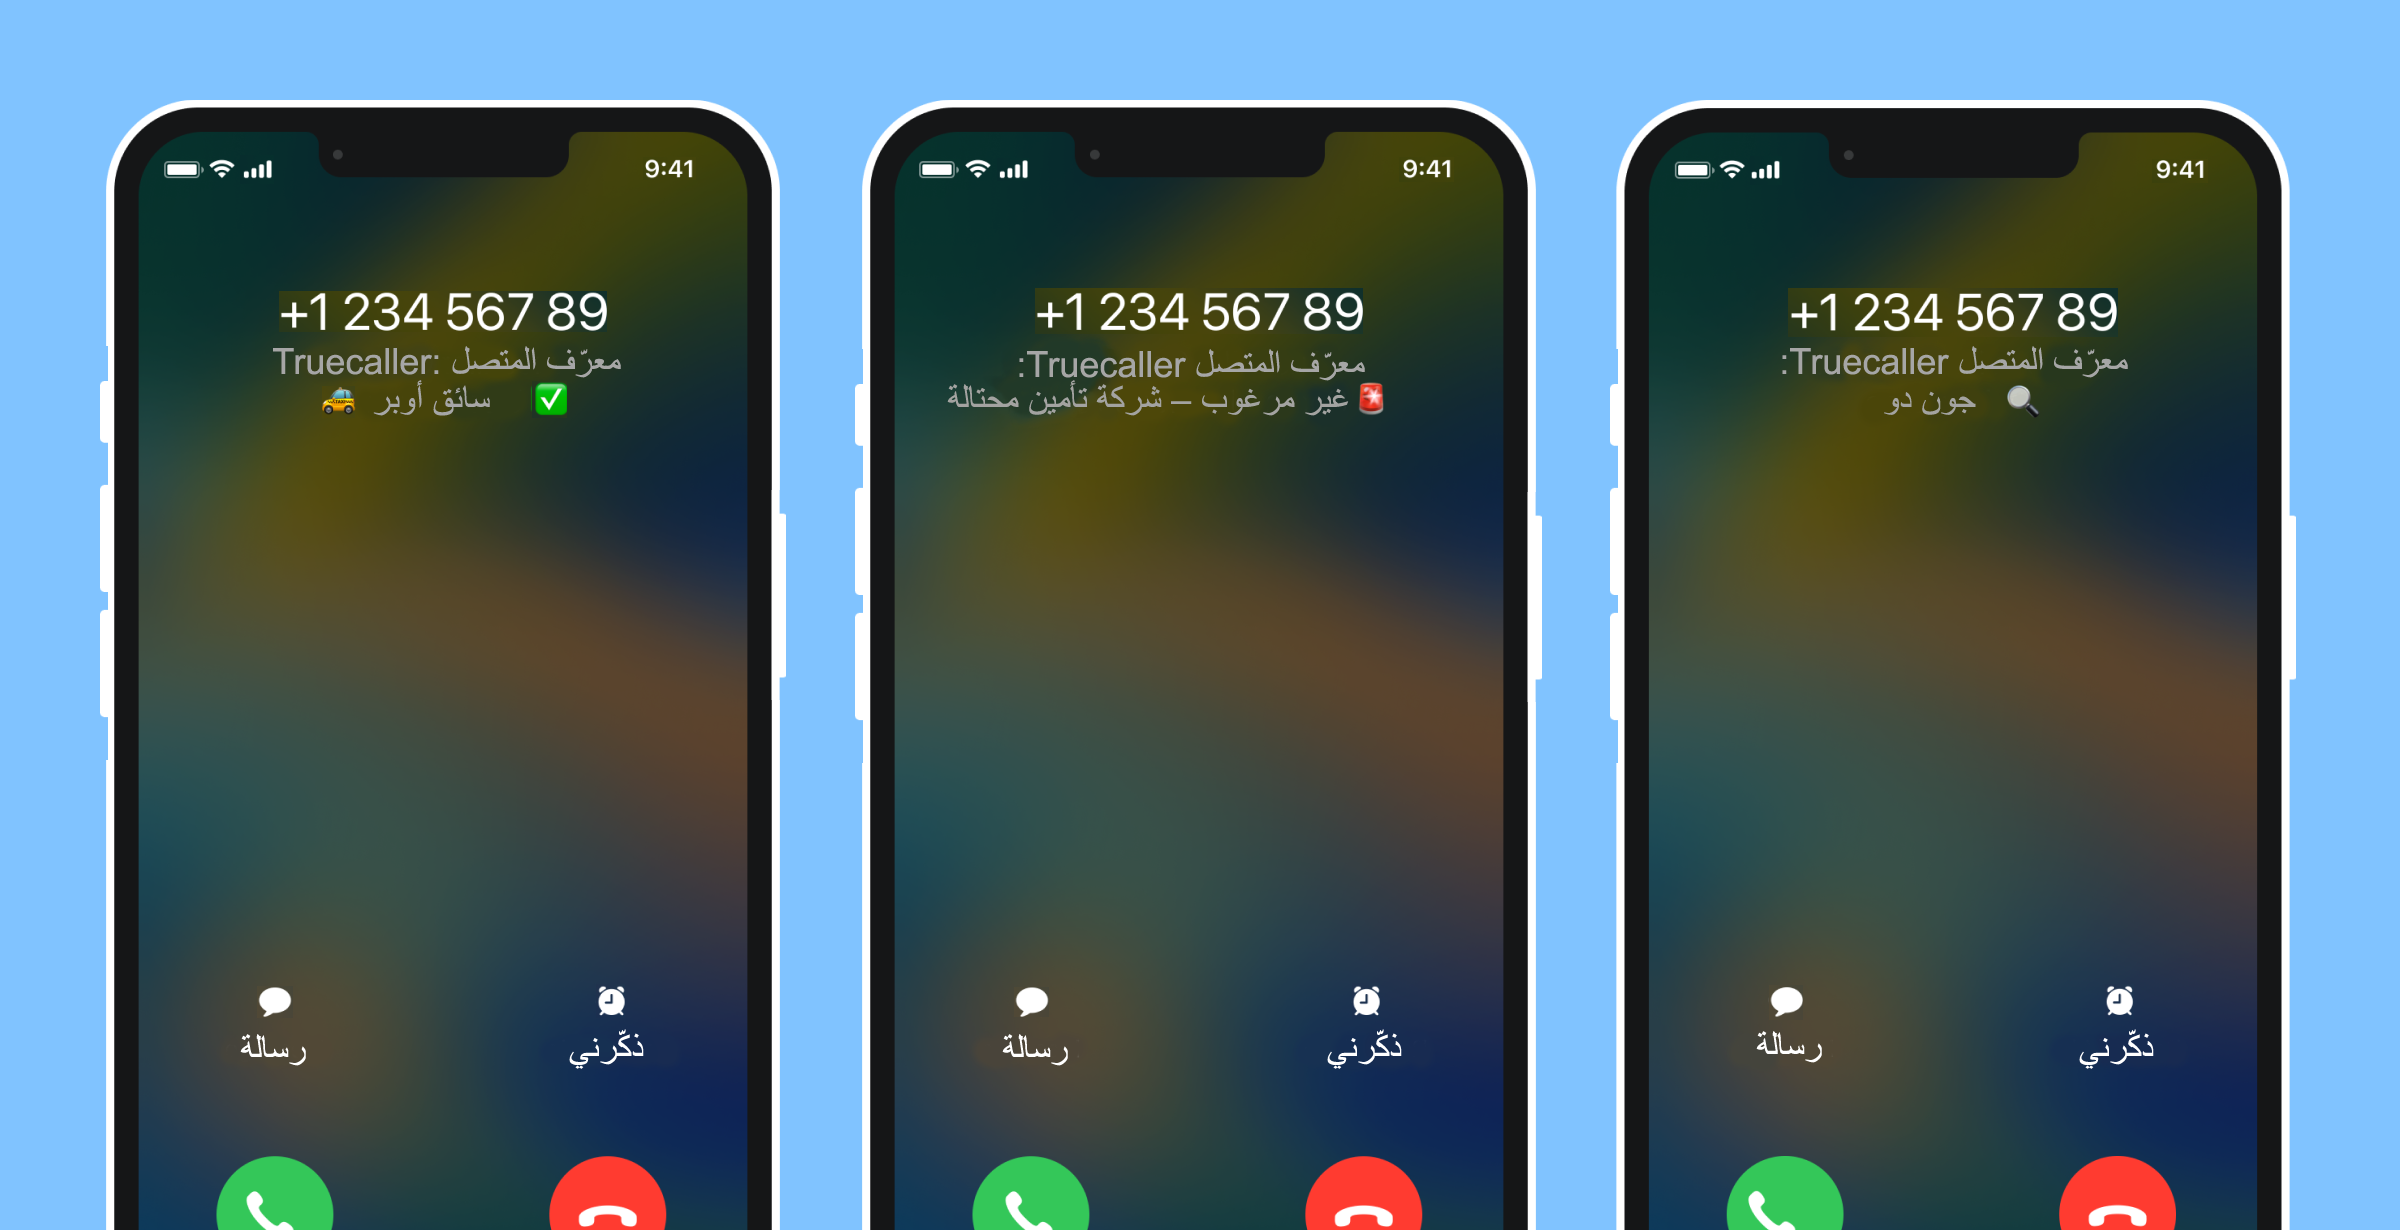 9:41
+1 234 567 89
معرّف المتصل Truecaller:
✅ سائق أوبر 🚕
ذكّرني
رسالة
9:41
+1 234 567 89
معرّف المتصل Truecaller:
🚨 غير مرغوب – شركة تأمين محتالة
ذكّرني
رسالة
9:41
+1 234 567 89
معرّف المتصل Truecaller:
🔍 جون دو
ذكّرني
رسالة